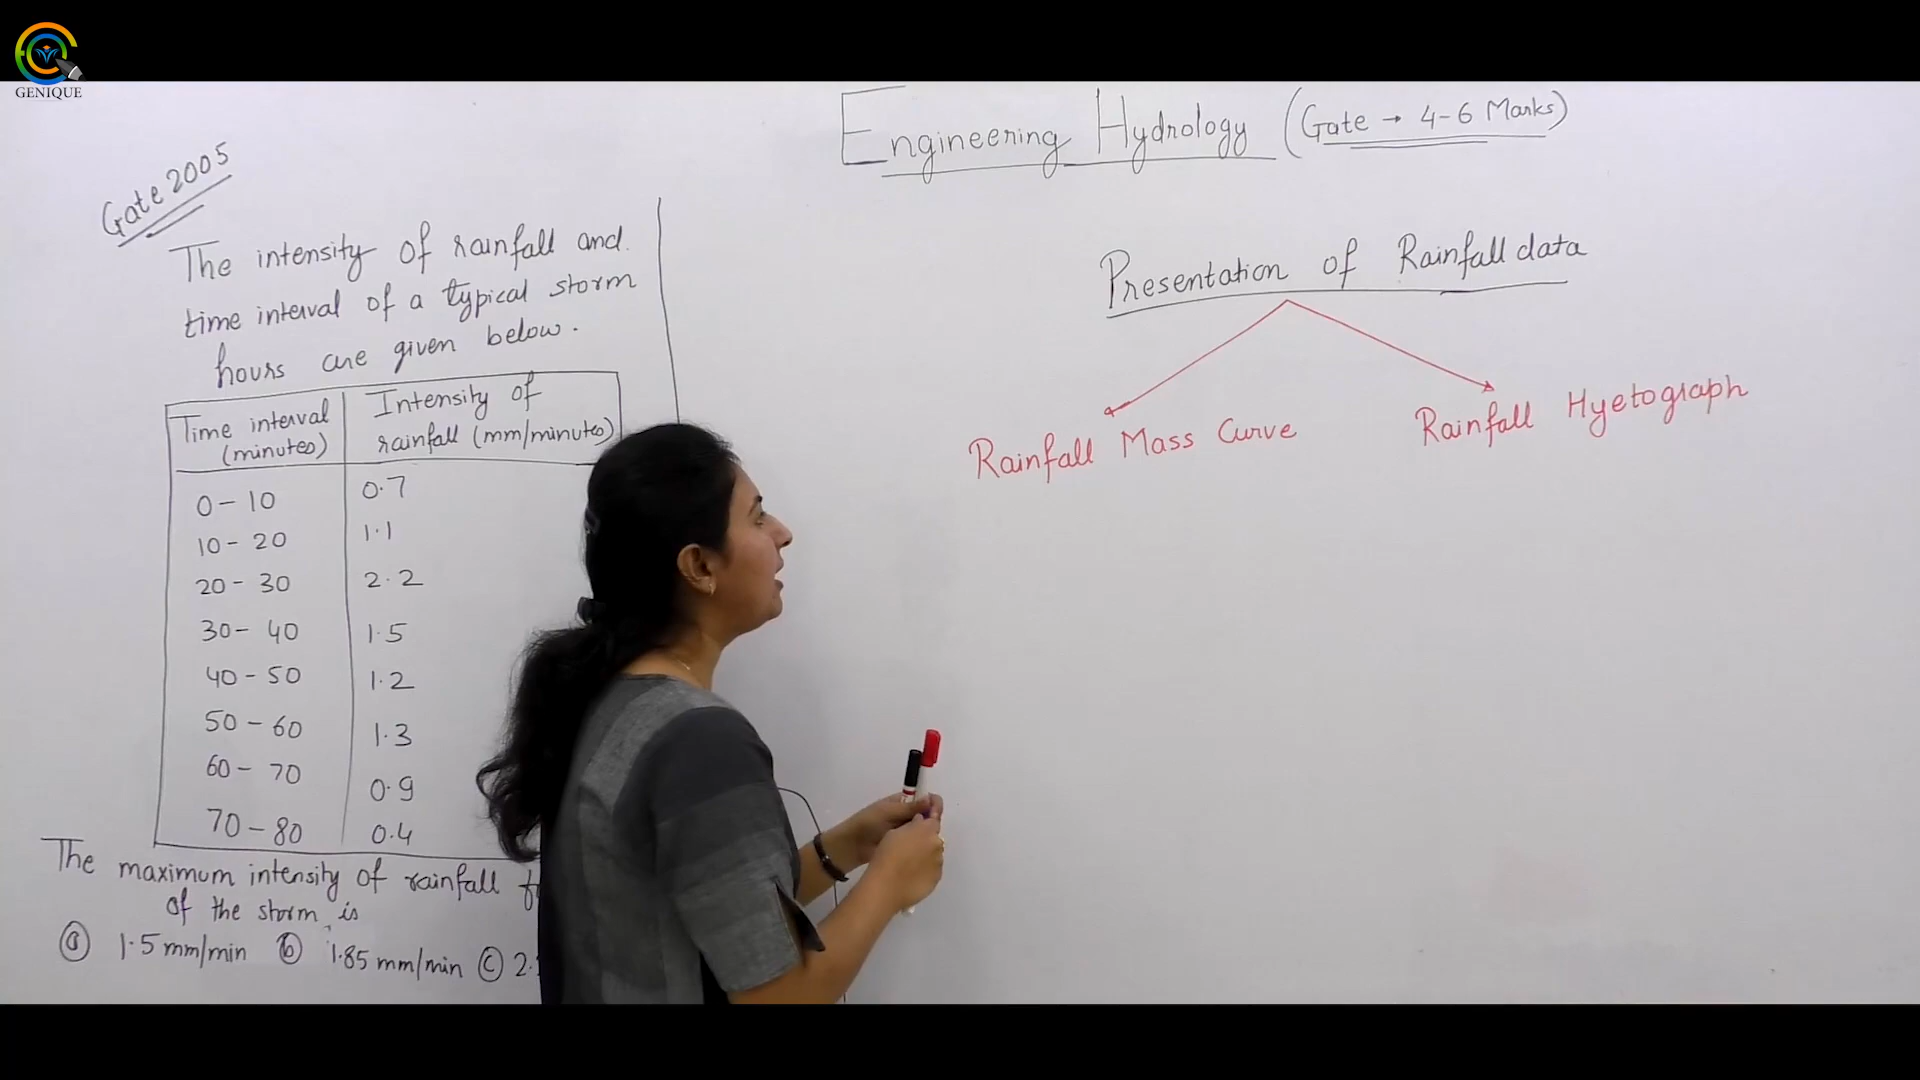 GENIQUE
Engineering Hydrology (Gate → 4-6 Marks)
Gate 2005
The intensity of rainfall and
time interval of a typical storm
hours are given below.
Time interval (minutes) Intensity of rainfall (mm/minutes)
0-10 0.7
10-20 1.1
20-30 2.2
30-40 1.5
40-50 1.2
50-60 1.3
60-70 0.9
70-80 0.4
The maximum intensity of rainfall
of the storm is
(a) 1.5 mm/min (b) 1.85 mm/min (c)
Presentation of Rainfall data
Rainfall Mass Curve
Rainfall Hyetograph